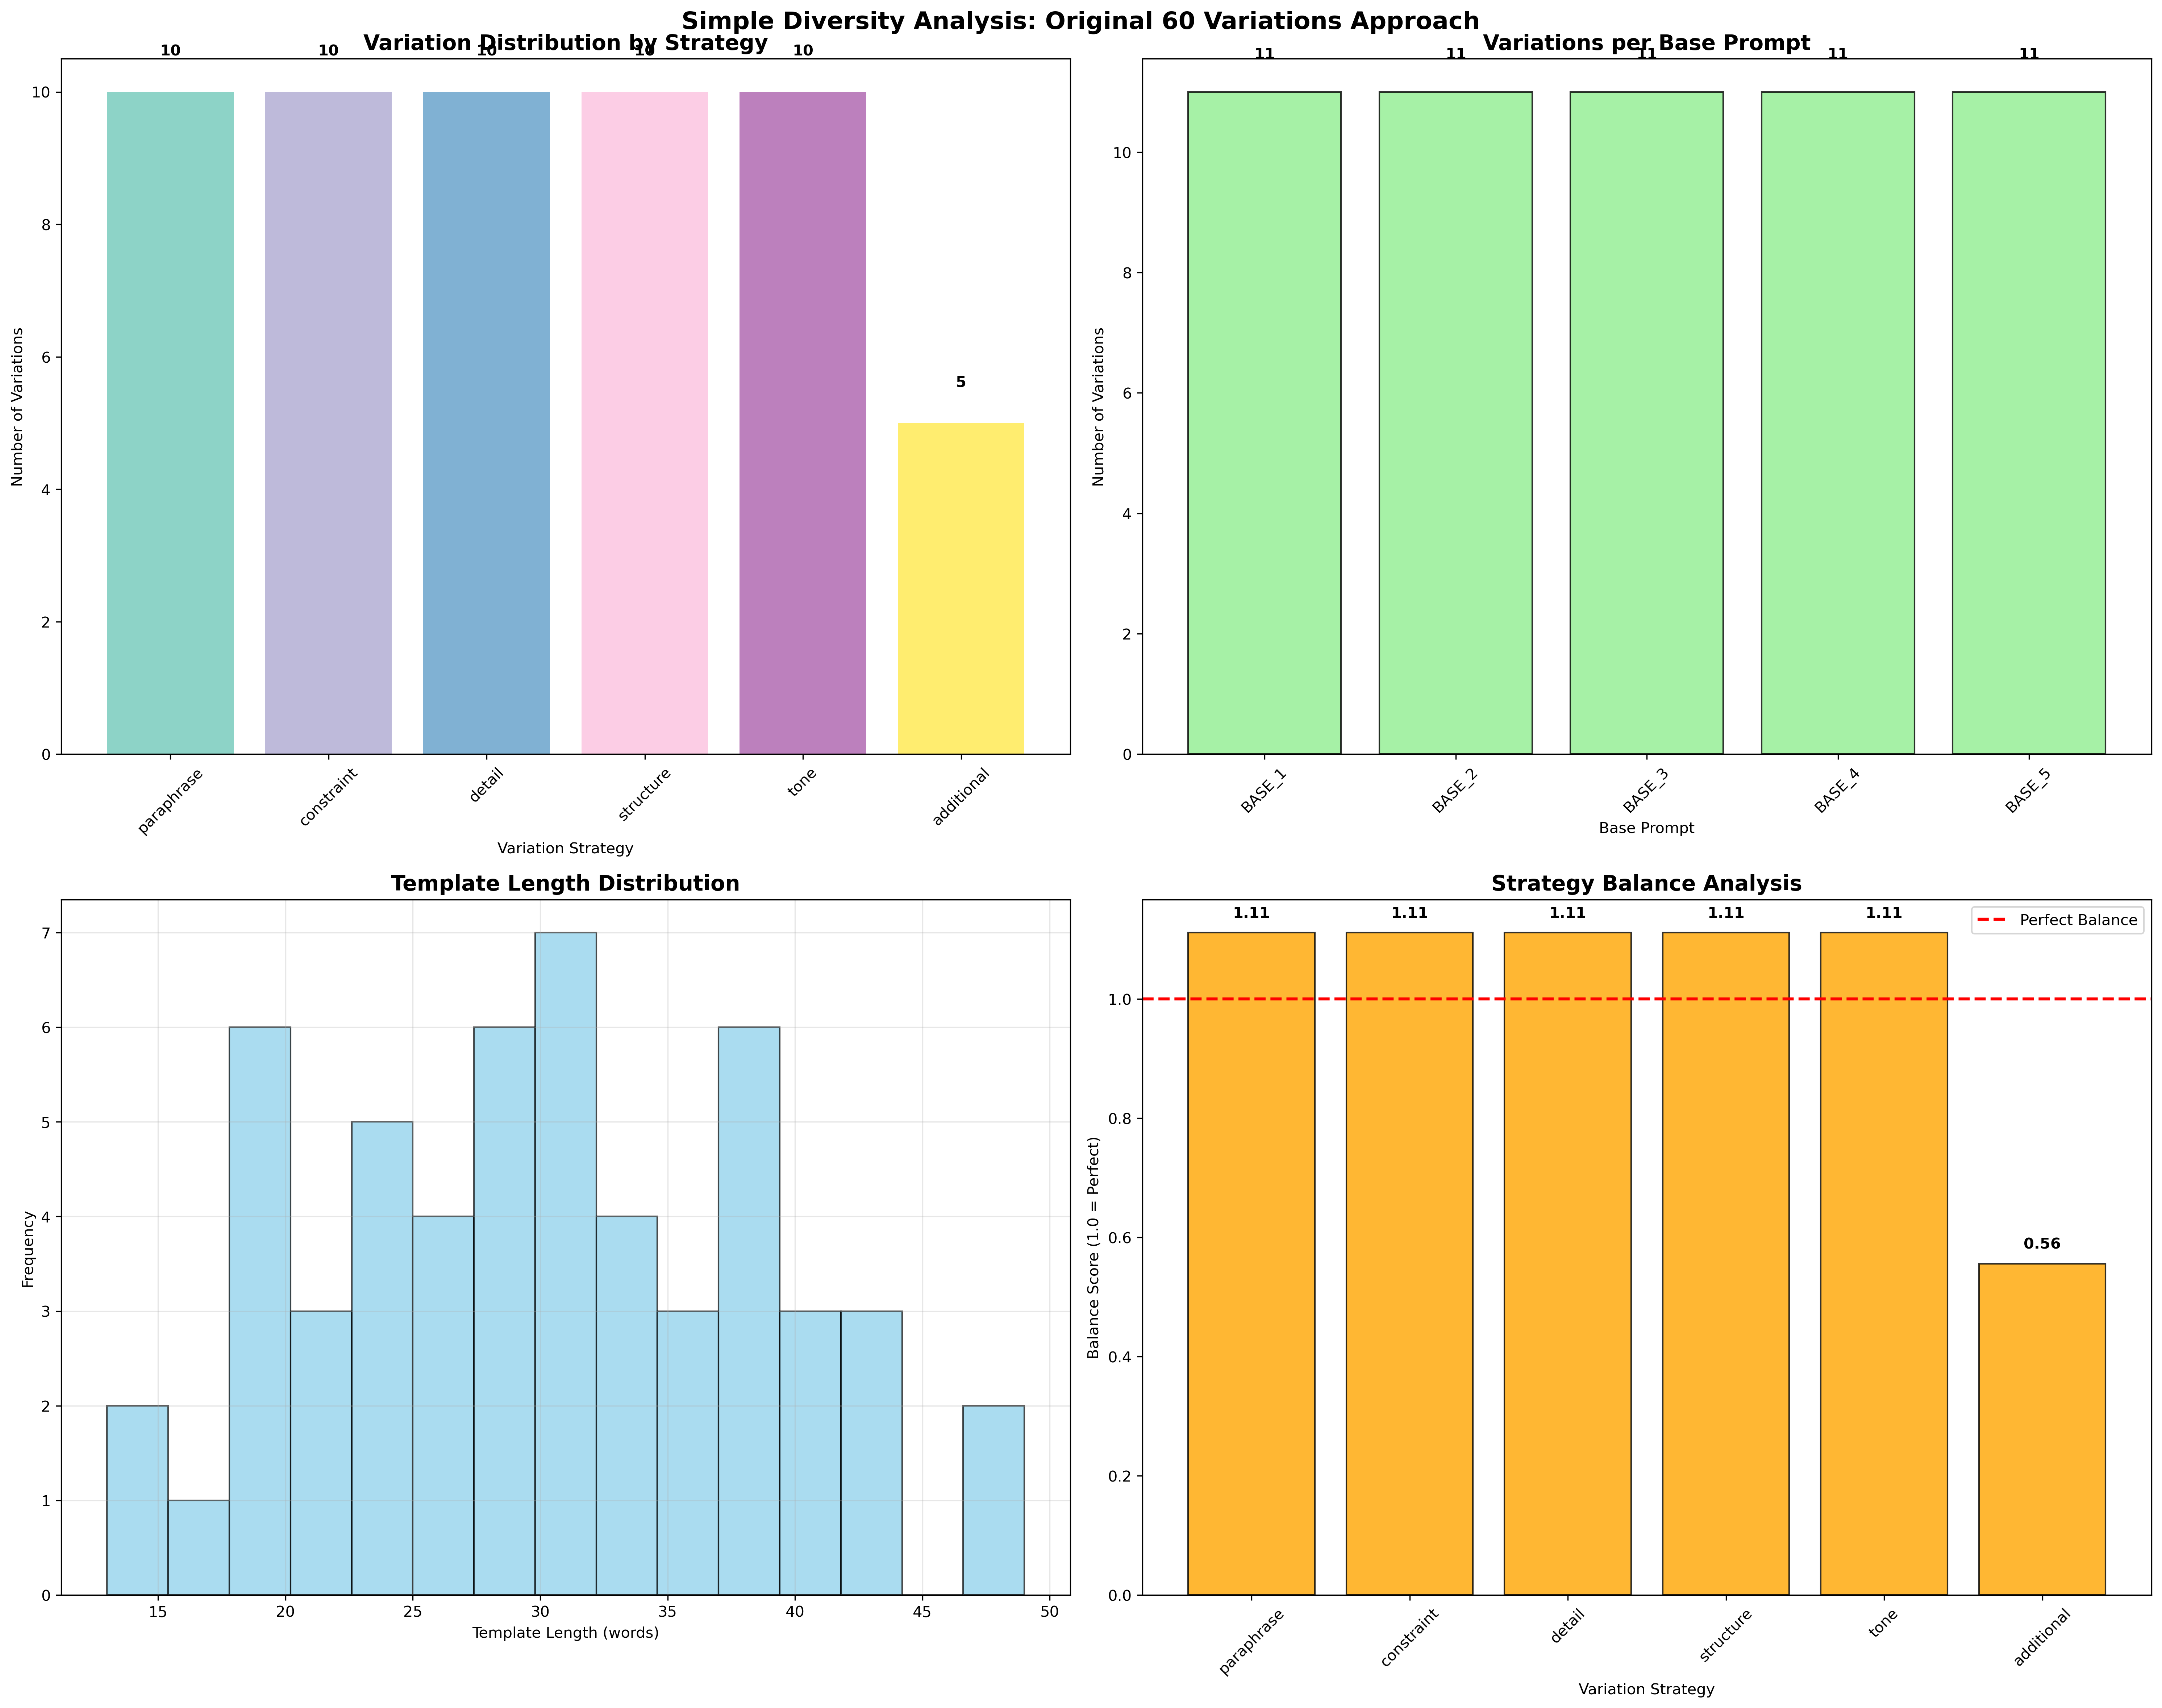 Simple Diversity Analysis: Original 60 Variations Approach
Variation Distribution by Strategy
10 10 10 10 10
5
10
8
6
4
2
0
Number of Variations
paraphrase constraint detail structure tone additional
Variation Strategy
Variations per Base Prompt
11 11 11 11 11
10
8
6
4
2
0
Number of Variations
BASE_1 BASE_2 BASE_3 BASE_4 BASE_5
Base Prompt
Template Length Distribution
7
6
5
4
3
2
1
0
Frequency
15 20 25 30 35 40 45 50
Template Length (words)
Strategy Balance Analysis
1.11 1.11 1.11 1.11 1.11
Perfect Balance
0.56
1.0
0.8
0.6
0.4
0.2
0.0
Balance Score (1.0 = Perfect)
paraphrase constraint detail structure tone additional
Variation Strategy